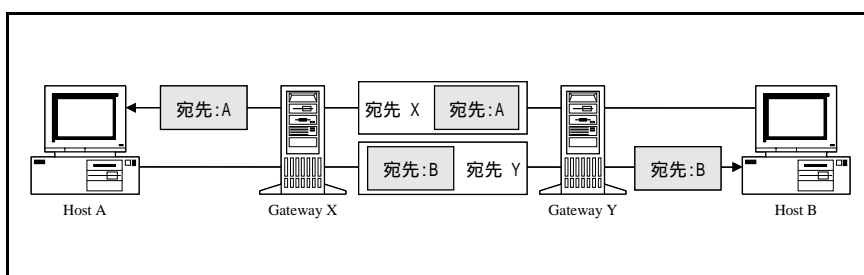 宛先:A
宛先 X
宛先:A
宛先:B
宛先 Y
宛先:B
Host A
Gateway X
Gateway Y
Host B